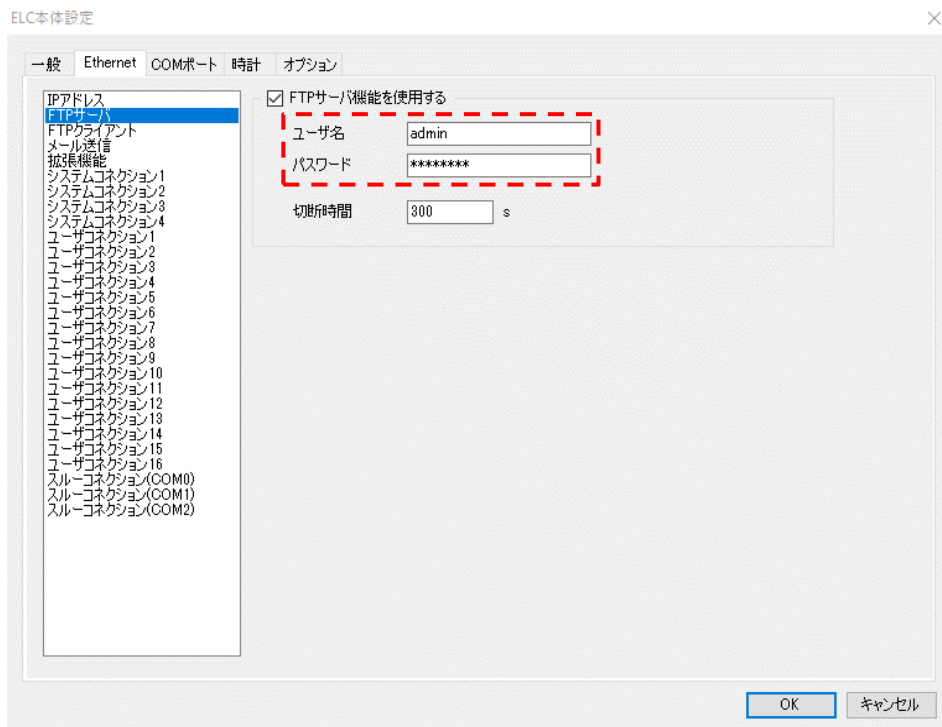 ELC本体設定
一般 Ethernet COMポート 時計 オプション
IPアドレス
FTPサーバ
FTPクライアント
メール送信
拡張機能
システムコネクション1
システムコネクション2
システムコネクション3
システムコネクション4
ユーザコネクション1
ユーザコネクション2
ユーザコネクション3
ユーザコネクション4
ユーザコネクション5
ユーザコネクション6
ユーザコネクション7
ユーザコネクション8
ユーザコネクション9
ユーザコネクション10
ユーザコネクション11
ユーザコネクション12
ユーザコネクション13
ユーザコネクション14
ユーザコネクション15
ユーザコネクション16
スルーコネクション(COM0)
スルーコネクション(COM1)
スルーコネクション(COM2)
FTPサーバ機能を使用する
ユーザ名 admin
パスワード ********
切断時間 300 s
OK キャンセル